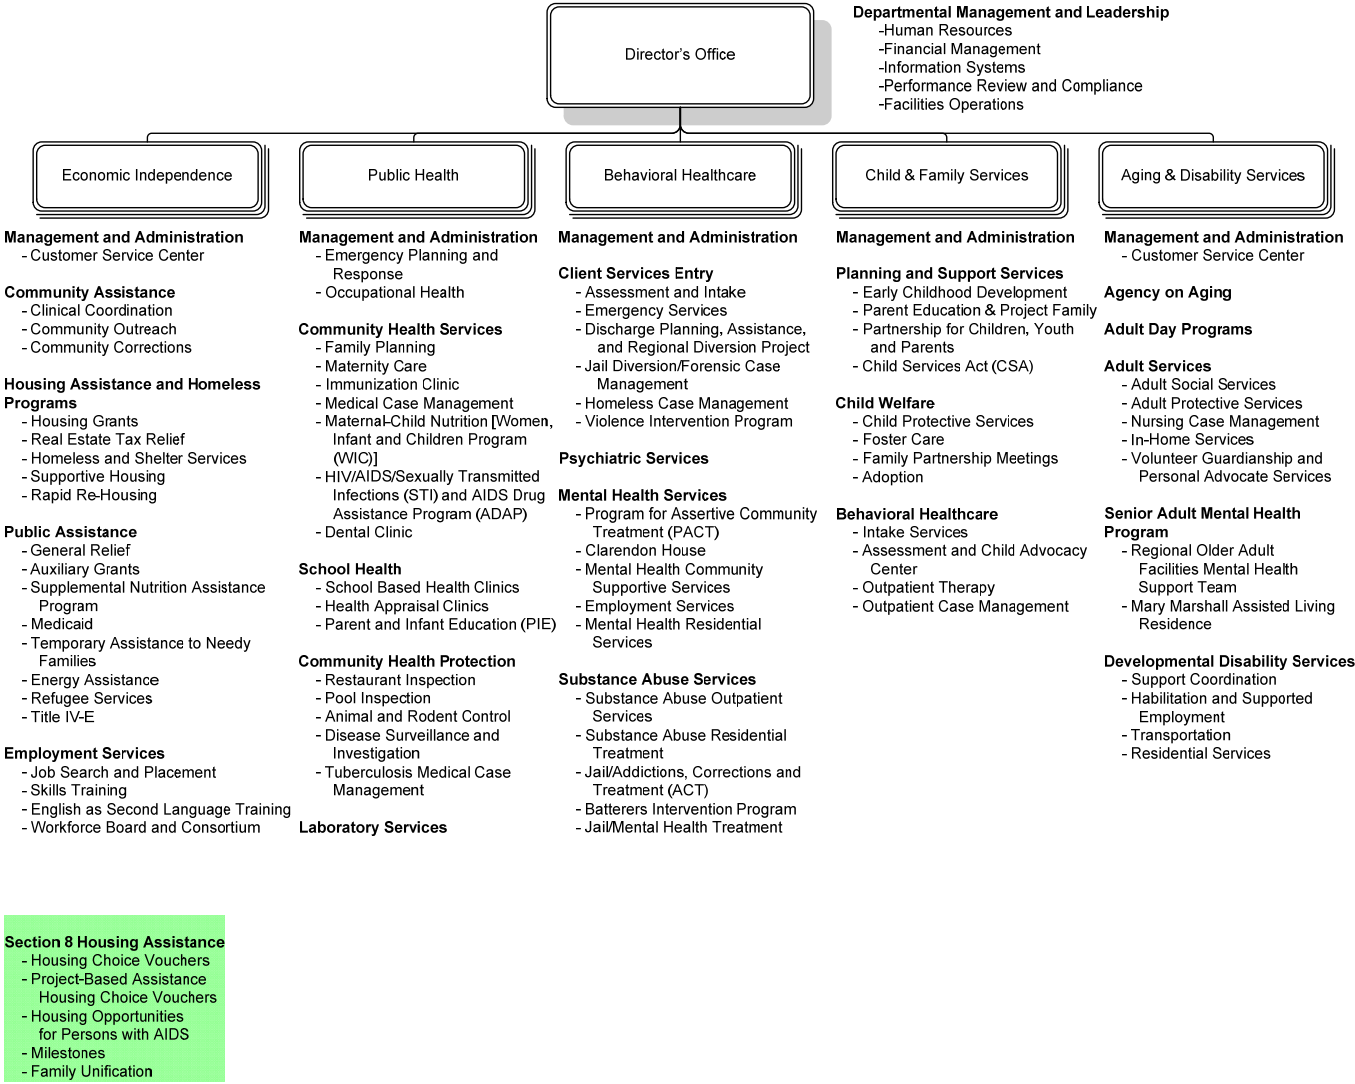 Director's Office
Departmental Management and Leadership
-Human Resources
-Financial Management
-Information Systems
-Performance Review and Compliance
-Facilities Operations
Economic Independence
Public Health
Behavioral Healthcare
Child & Family Services
Aging & Disability Services
Management and Administration
- Customer Service Center
Community Assistance
- Clinical Coordination
- Community Outreach
- Community Corrections
Housing Assistance and Homeless
Programs
- Housing Grants
- Real Estate Tax Relief
- Homeless and Shelter Services
- Supportive Housing
- Rapid Re-Housing
Public Assistance
- General Relief
- Auxiliary Grants
- Supplemental Nutrition Assistance
Program
- Medicaid
- Temporary Assistance to Needy
Families
- Energy Assistance
- Refugee Services
- Title IV-E
Employment Services
- Job Search and Placement
- Skills Training
- English as Second Language Training
- Workforce Board and Consortium
Section 8 Housing Assistance
- Housing Choice Vouchers
- Project-Based Assistance
Housing Choice Vouchers
- Housing Opportunities
for Persons with AIDS
- Milestones
- Family Unification
Management and Administration
- Emergency Planning and
Response
- Occupational Health
Community Health Services
- Family Planning
- Maternity Care
- Immunization Clinic
- Medical Case Management
- Maternal-Child Nutrition [Women,
Infant and Children Program
(WIC)]
- HIV/AIDS/Sexually Transmitted
Infections (STI) and AIDS Drug
Assistance Program (ADAP)
- Dental Clinic
School Health
- School Based Health Clinics
- Health Appraisal Clinics
- Parent and Infant Education (PIE)
Community Health Protection
- Restaurant Inspection
- Pool Inspection
- Animal and Rodent Control
- Disease Surveillance and
Investigation
- Tuberculosis Medical Case
Management
Laboratory Services
Management and Administration
Client Services Entry
- Assessment and Intake
- Emergency Services
- Discharge Planning, Assistance,
and Regional Diversion Project
- Jail Diversion/Forensic Case
Management
- Homeless Case Management
- Violence Intervention Program
Psychiatric Services
Mental Health Services
- Program for Assertive Community
Treatment (PACT)
- Clarendon House
- Mental Health Community
Supportive Services
- Employment Services
- Mental Health Residential
Services
Substance Abuse Services
- Substance Abuse Outpatient
Services
- Substance Abuse Residential
Treatment
- Jail/Addictions, Corrections and
Treatment (ACT)
- Batterers Intervention Program
- Jail/Mental Health Treatment
Management and Administration
Planning and Support Services
- Early Childhood Development
- Parent Education & Project Family
- Partnership for Children, Youth
and Parents
- Child Services Act (CSA)
Child Welfare
- Child Protective Services
- Foster Care
- Family Partnership Meetings
- Adoption
Behavioral Healthcare
- Intake Services
- Assessment and Child Advocacy
Center
- Outpatient Therapy
- Outpatient Case Management
Management and Administration
- Customer Service Center
Agency on Aging
Adult Day Programs
Adult Services
- Adult Social Services
- Adult Protective Services
- Nursing Case Management
- In-Home Services
- Volunteer Guardianship and
Personal Advocate Services
Senior Adult Mental Health
Program
- Regional Older Adult
Facilities Mental Health
Support Team
- Mary Marshall Assisted Living
Residence
Developmental Disability Services
- Support Coordination
- Habilitation and Supported
Employment
- Transportation
- Residential Services